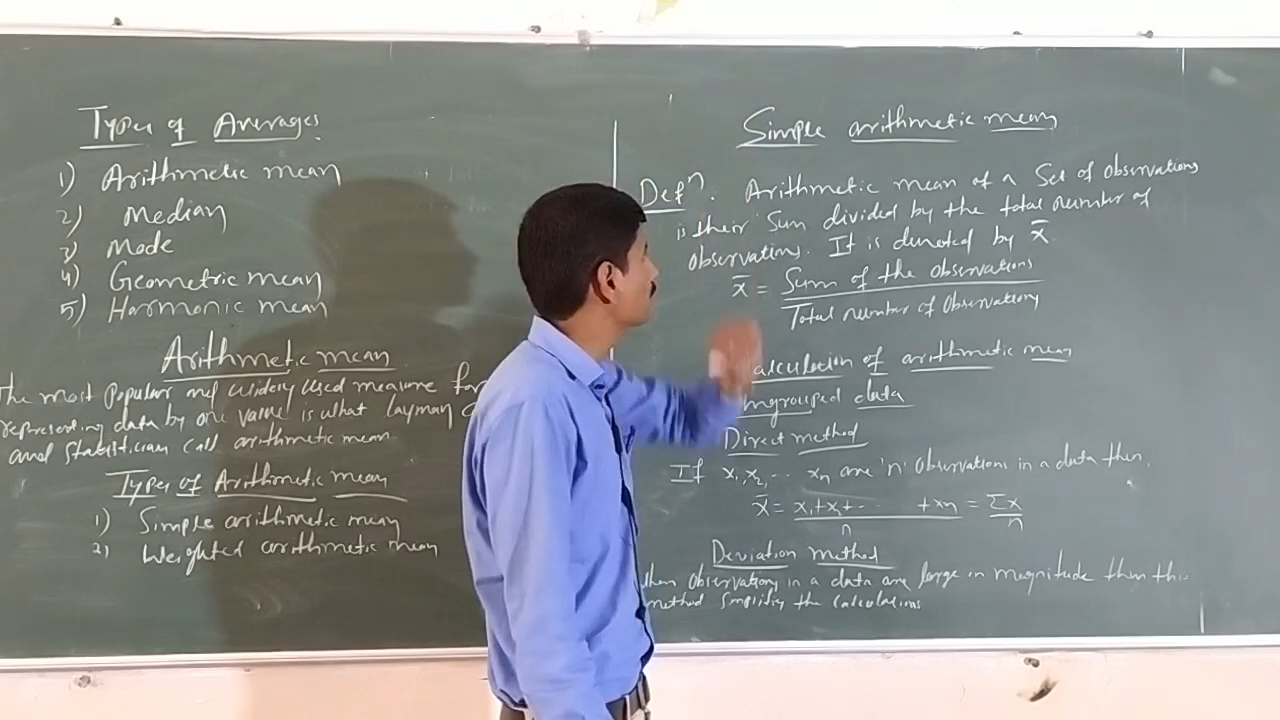 Types of Averages.
1) Arithmetic mean
2) Median
3) Mode
4) Geometric mean
5) Harmonic mean
Arithmetic mean
The most Popular and widely used measure for
representing data by one value is what layman
and Statistician call arithmetic mean
Types of Arithmetic mean
1) Simple arithmetic mean
2) Weighted arithmetic mean
Simple arithmetic mean
Defⁿ. Arithmetic mean of a Set of observations
is their Sum divided by the total number of
observations. It is denoted by x̄
x̄ = Sum of the observations
Total number of observations
alculation of arithmetic mean
ngrouped data
Direct method
If x₁, x₂, ... xₙ are 'n' observations in a data then,
x̄ = x₁+x₂+... +xₙ / n = Σx / n
Deviation method
hen observations in a data are large in magnitude then this
method simplify the calculations